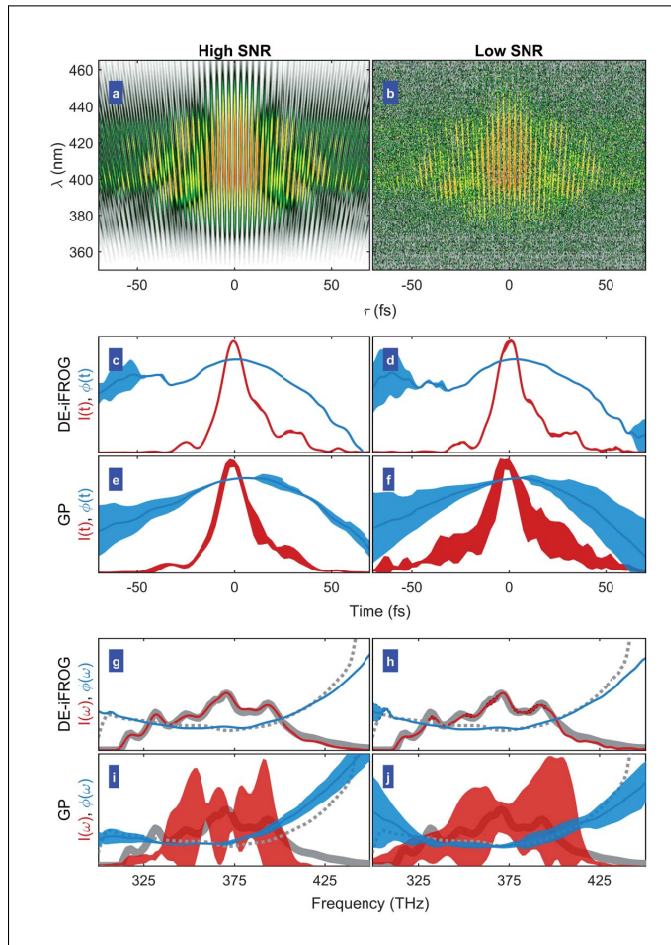 High SNR
Low SNR
a
b
λ (nm)
460
440
420
400
380
360
-50
0
50
-50
0
50
τ (fs)
c
d
DE-iFROG
I(t), ϕ(t)
e
f
GP
I(t), ϕ(t)
-50
0
50
-50
0
50
Time (fs)
g
h
DE-iFROG
I(ω), ϕ(ω)
i
j
GP
I(ω), ϕ(ω)
325
375
425
325
375
425
Frequency (THz)